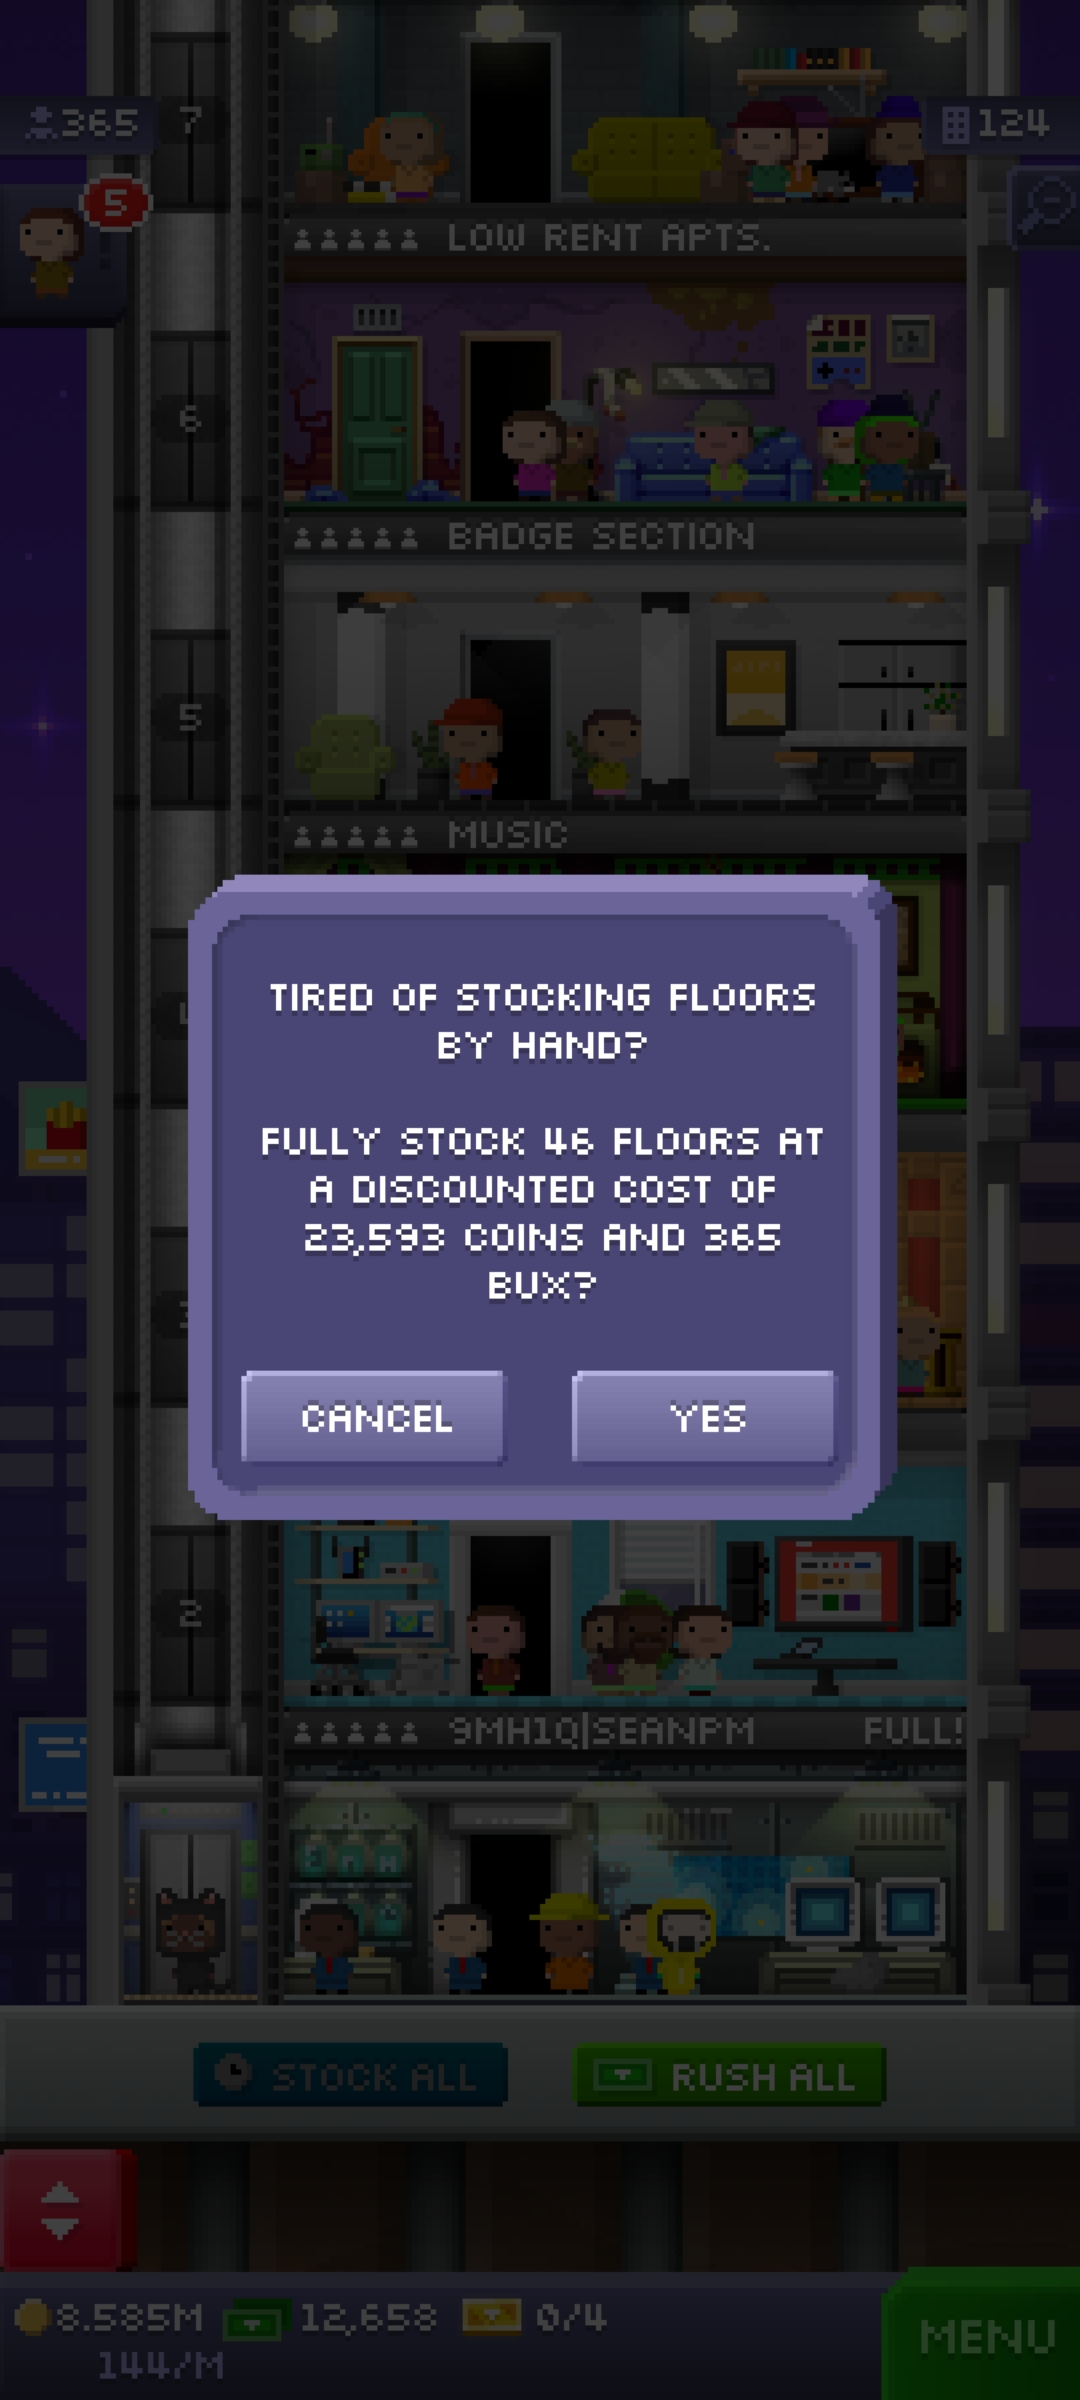 365
7
124
5
LOW RENT APTS.
6
BADGE SECTION
5
MUSIC
TIRED OF STOCKING FLOORS
BY HAND?
FULLY STOCK 46 FLOORS AT
A DISCOUNTED COST OF
23,593 COINS AND 365
BUX?
CANCEL
YES
2
9MH1Q|SEANPM
FULL!
STOCK ALL
RUSH ALL
8.585M
12,658
0/4
144/M
MENU